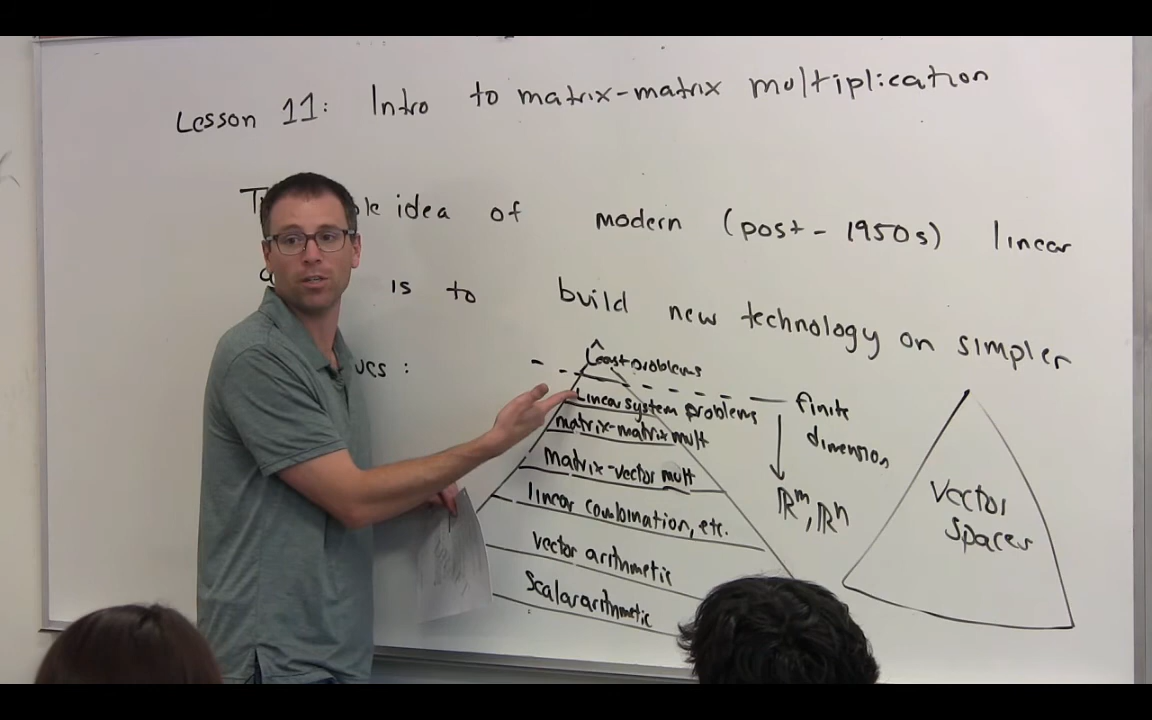 Lesson 11: Intro to matrix-matrix multiplication
idea of modern (post-1950s) linear
is to build new technology on simpler
Least problems
Linear system problems
matrix-matrix mult
matrix-vector mult
linear combination, etc.
vector arithmetic
Scalar arithmetic
finite
dimension
ℝᵐ, ℝⁿ
Vector
Spaces